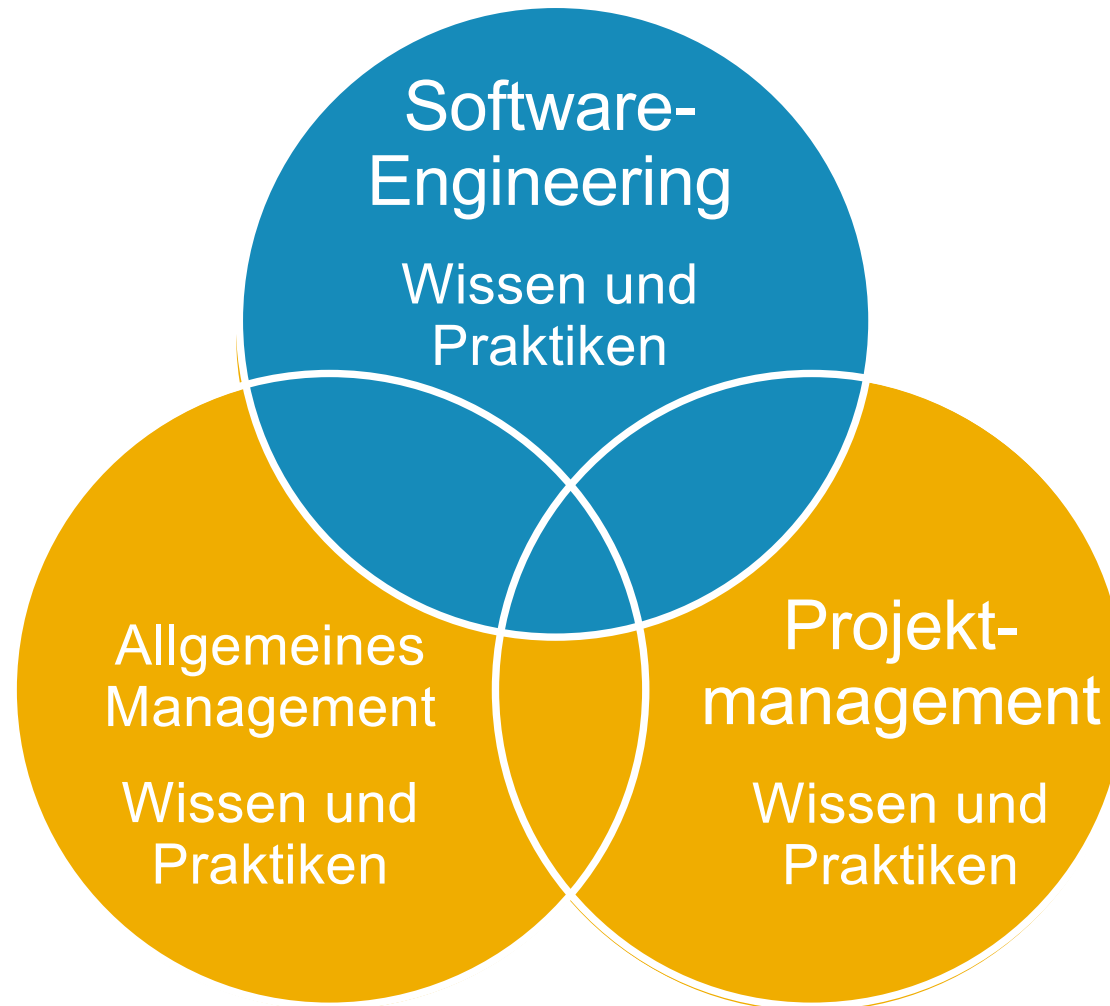 Software-
Engineering
Wissen und
Praktiken
Allgemeines
Management
Wissen und
Praktiken
Projekt-
management
Wissen und
Praktiken